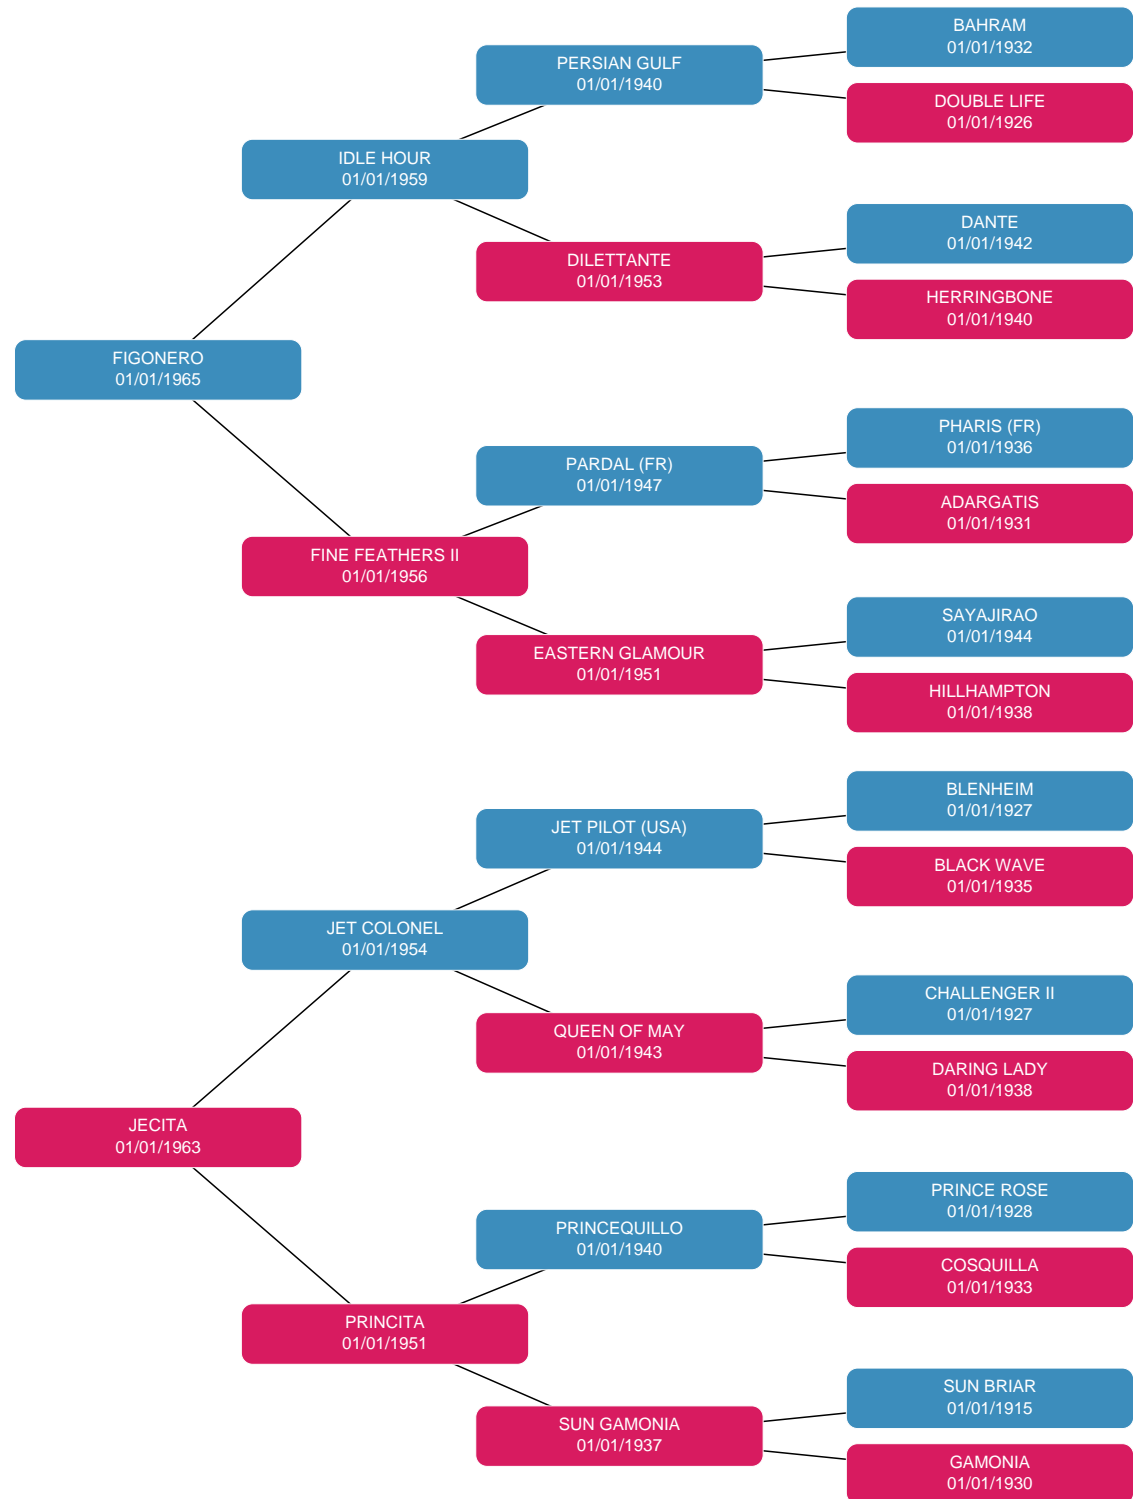 BAHRAM
01/01/1932
PERSIAN GULF
01/01/1940
DOUBLE LIFE
01/01/1926
IDLE HOUR
01/01/1959
DANTE
01/01/1942
DILETTANTE
01/01/1953
HERRINGBONE
01/01/1940
FIGONERO
01/01/1965
PHARIS (FR)
01/01/1936
PARDAL (FR)
01/01/1947
ADARGATIS
01/01/1931
FINE FEATHERS II
01/01/1956
SAYAJIRAO
01/01/1944
EASTERN GLAMOUR
01/01/1951
HILLHAMPTON
01/01/1938
BLENHEIM
01/01/1927
JET PILOT (USA)
01/01/1944
BLACK WAVE
01/01/1935
JET COLONEL
01/01/1954
CHALLENGER II
01/01/1927
QUEEN OF MAY
01/01/1943
DARING LADY
01/01/1938
JECITA
01/01/1963
PRINCE ROSE
01/01/1928
PRINCEQUILLO
01/01/1940
COSQUILLA
01/01/1933
PRINCITA
01/01/1951
SUN BRIAR
01/01/1915
SUN GAMONIA
01/01/1937
GAMONIA
01/01/1930